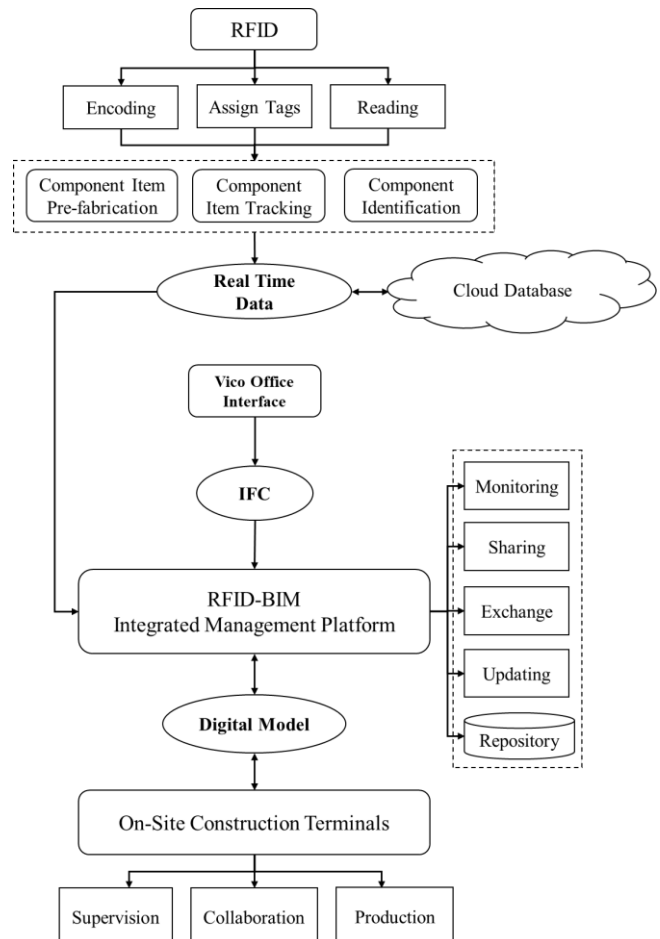 RFID
Encoding
Assign Tags
Reading
Component Item
Pre-fabrication
Component
Item Tracking
Component
Identification
Real Time
Data
Cloud Database
Vico Office
Interface
IFC
Monitoring
Sharing
RFID-BIM
Integrated Management Platform
Exchange
Updating
Digital Model
Repository
On-Site Construction Terminals
Supervision
Collaboration
Production